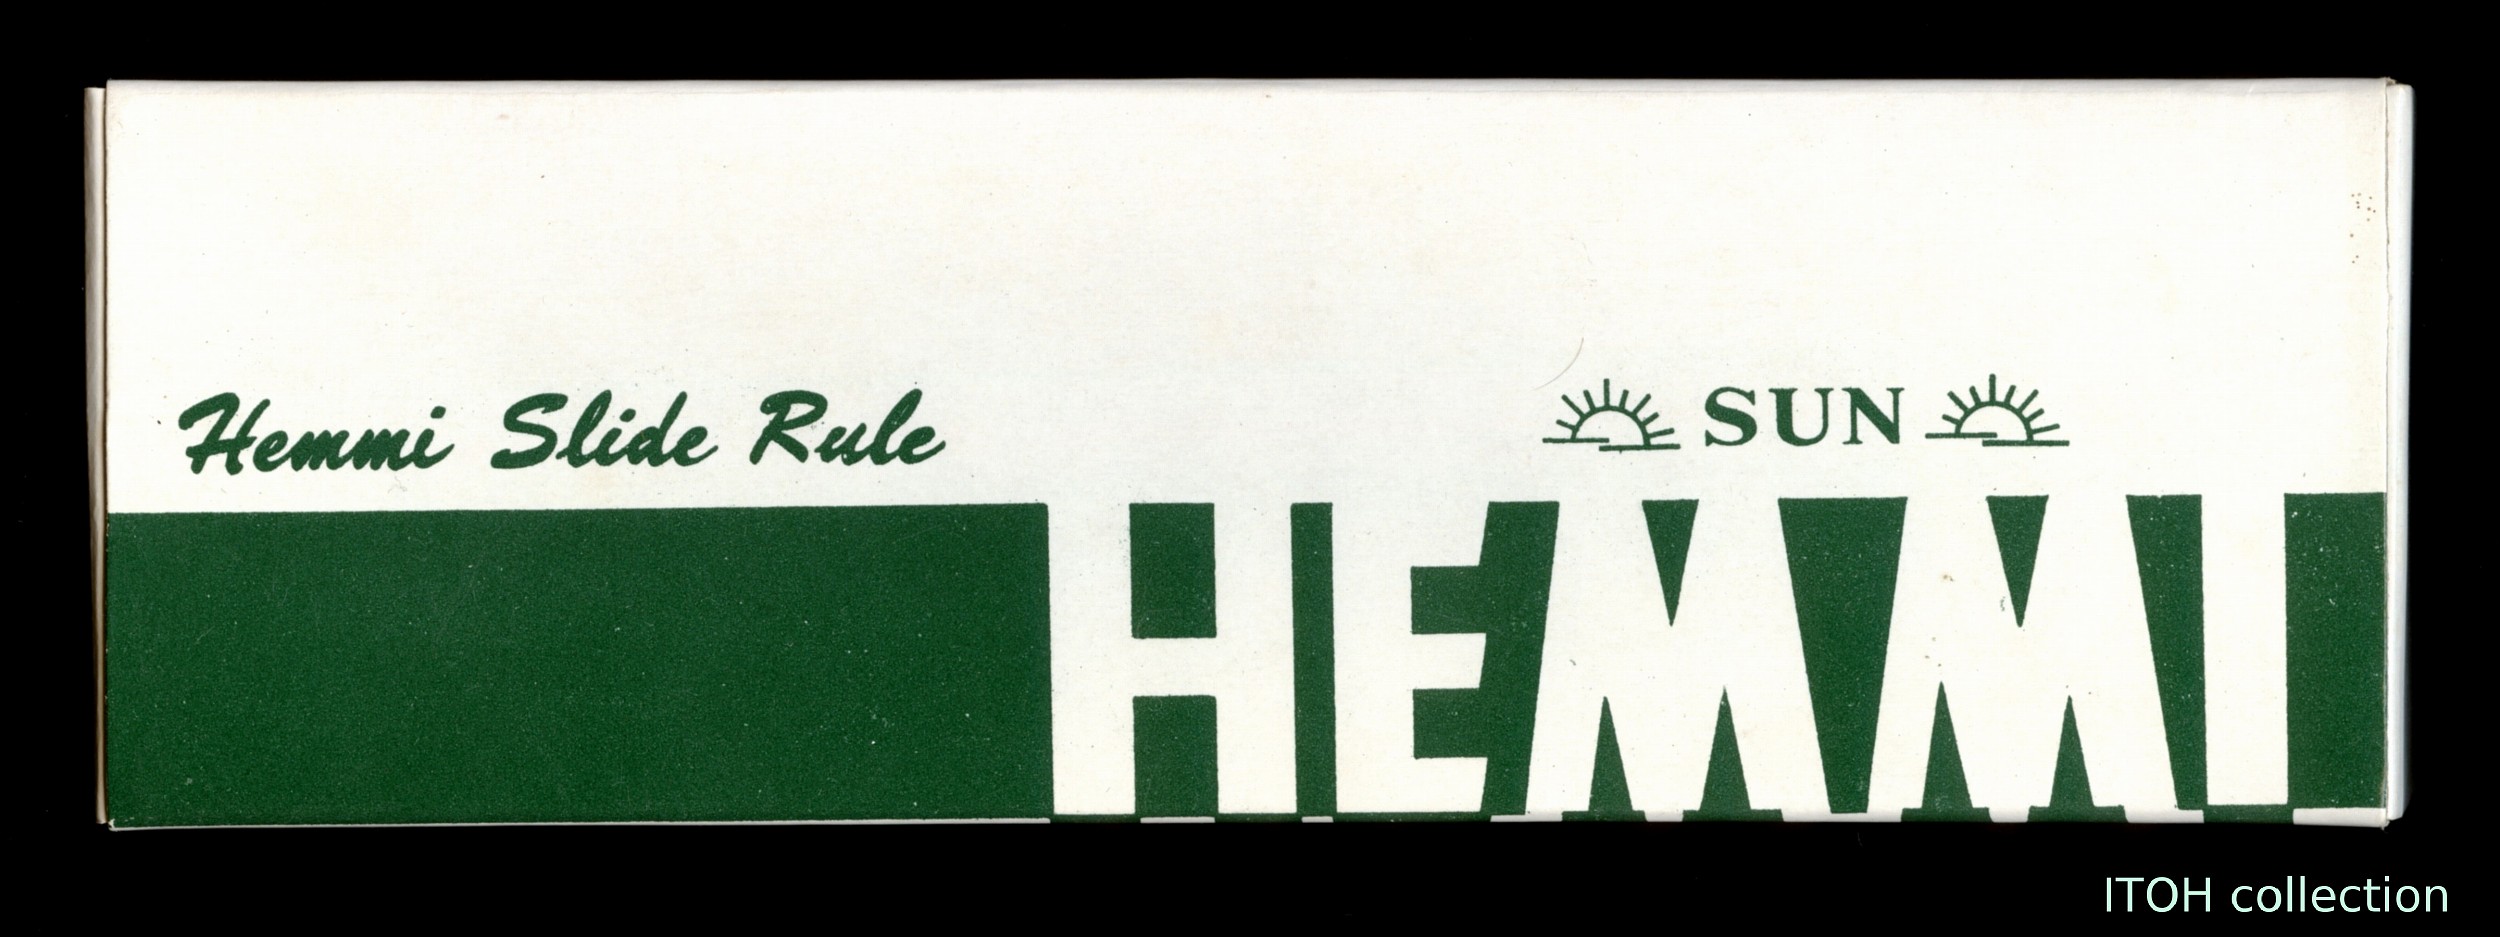 Hemmi Slide Rule
SUN
HEMMI
ITOH collection